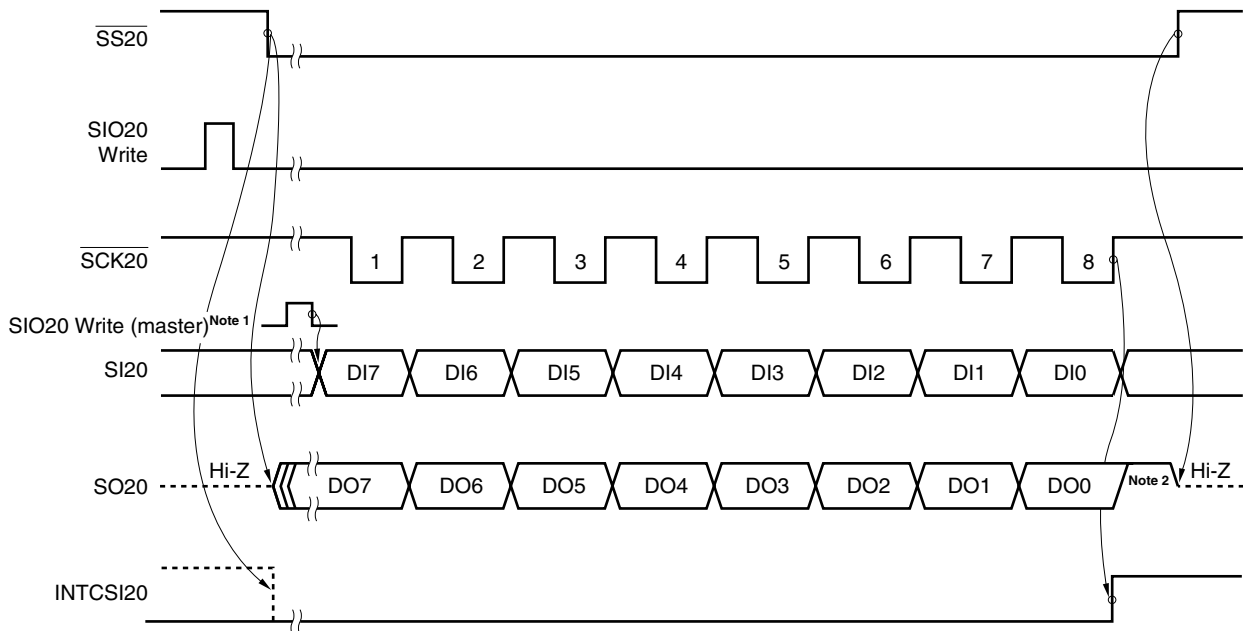 SS20
SIO20
Write
SCK20
1 2 3 4 5 6 7 8
SIO20 Write (master)Note 1
SI20 DI7 DI6 DI5 DI4 DI3 DI2 DI1 DI0
SO20 Hi-Z DO7 DO6 DO5 DO4 DO3 DO2 DO1 DO0 Note 2 Hi-Z
INTCSI20